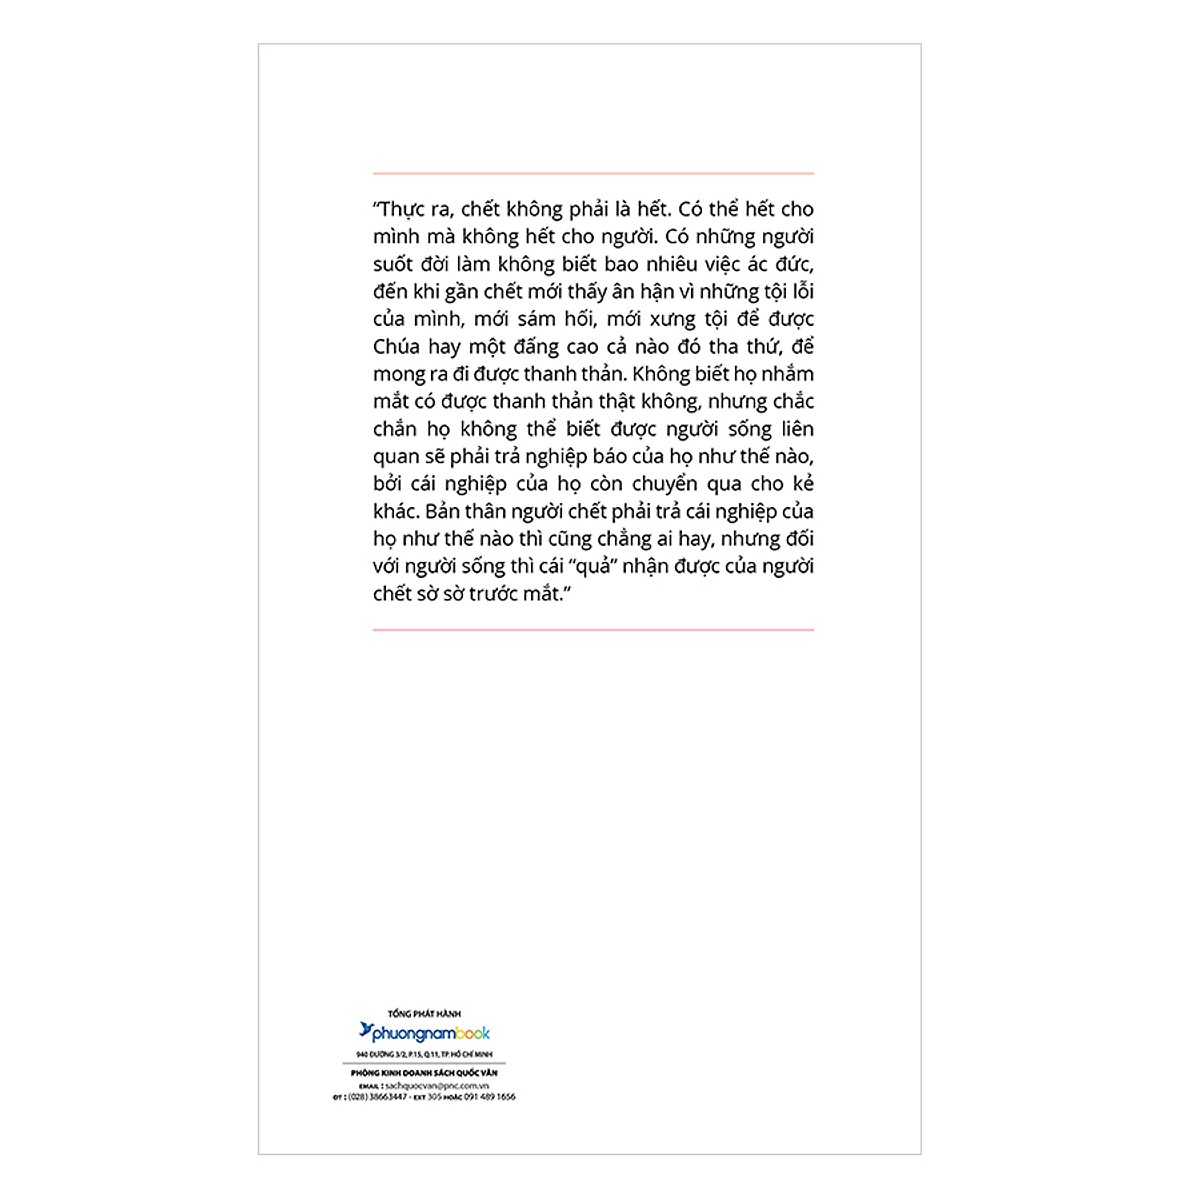 “Thực ra, chết không phải là hết. Có thể hết cho
mình mà không hết cho người. Có những người
suốt đời làm không biết bao nhiêu việc ác đức,
đến khi gần chết mới thấy ân hận vì những tội lỗi
của mình, mới sám hối, mới xưng tội để được
Chúa hay một đấng cao cả nào đó tha thứ, để
mong ra đi được thanh thản. Không biết họ nhắm
mắt có được thanh thản thật không, nhưng chắc
chắn họ không thể biết được người sống liên
quan sẽ phải trả nghiệp báo của họ như thế nào,
bởi cái nghiệp của họ còn chuyển qua cho kẻ
khác. Bản thân người chết phải trả cái nghiệp của
họ như thế nào thì cũng chẳng ai hay, nhưng đối
với người sống thì cái “quả” nhận được của người
chết sờ sờ trước mắt.”
TỔNG PHÁT HÀNH
phuongnambook
940 ĐƯỜNG 3/2, P.15, Q.11, TP. HỒ CHÍ MINH
PHÒNG KINH DOANH SÁCH QUỐC VĂN
EMAIL : sachquocvan@pnc.com.vn
ĐT : (028) 38663447 - EXT 305 HOẶC 091 489 1656